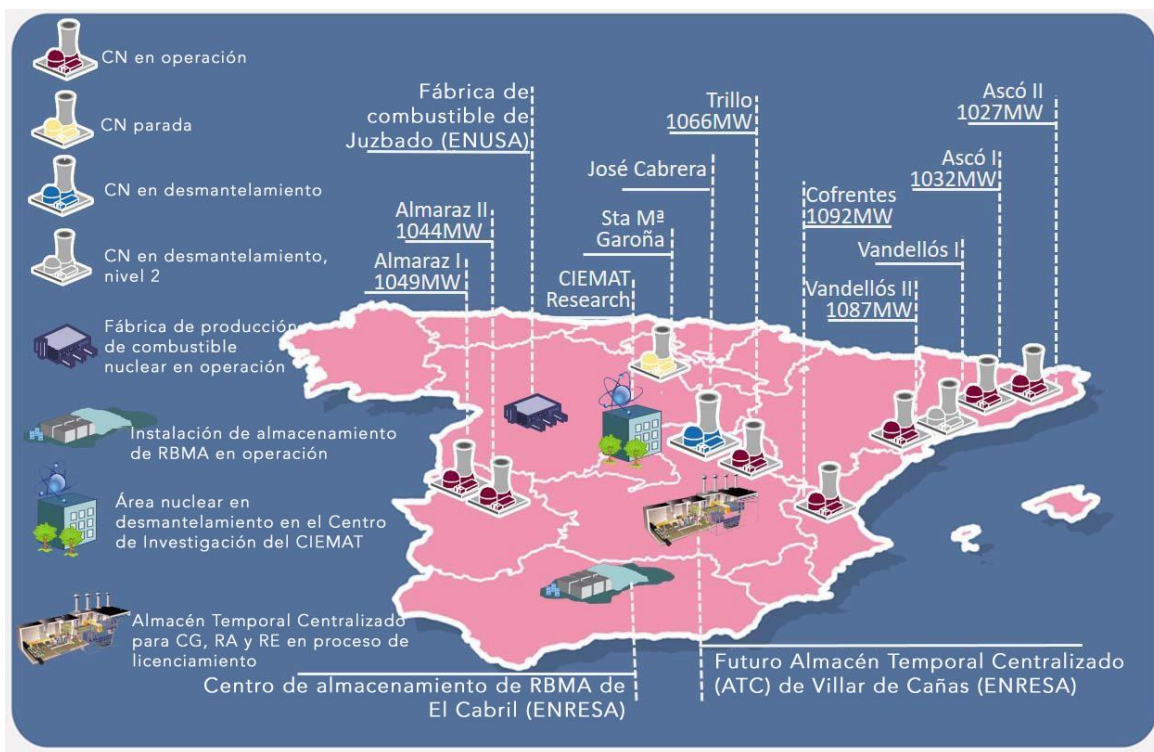 CN en operación
CN parada
CN en desmantelamiento
CN en desmantelamiento,
nivel 2
Fábrica de producción
de combustible
nuclear en operación
Instalación de almacenamiento
de RBMA en operación
Área nuclear en
desmantelamiento en el Centro
de Investigación del CIEMAT
Almacén Temporal Centralizado
para CG, RA y RE en proceso de
licenciamiento
Fábrica de
combustible de
Juzbado (ENUSA)
Almaraz II
1044MW
Almaraz I
1049MW
CIEMAT
Research
Sta Mª
Garoña
José Cabrera
Trillo
1066MW
Cofrentes
1092MW
Vandellós II
1087MW
Vandellós I
Ascó I
1032MW
Ascó II
1027MW
Centro de almacenamiento de RBMA de
El Cabril (ENRESA)
Futuro Almacén Temporal Centralizado
(ATC) de Villar de Cañas (ENRESA)